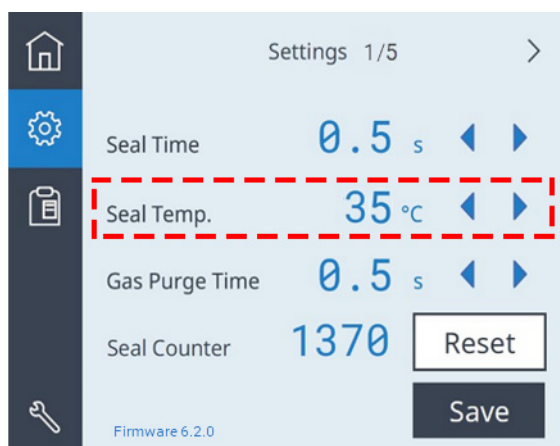 Settings 1/5
Seal Time 0.5 s
Seal Temp. 35 °C
Gas Purge Time 0.5 s
Seal Counter 1370 Reset
Save
Firmware 6.2.0